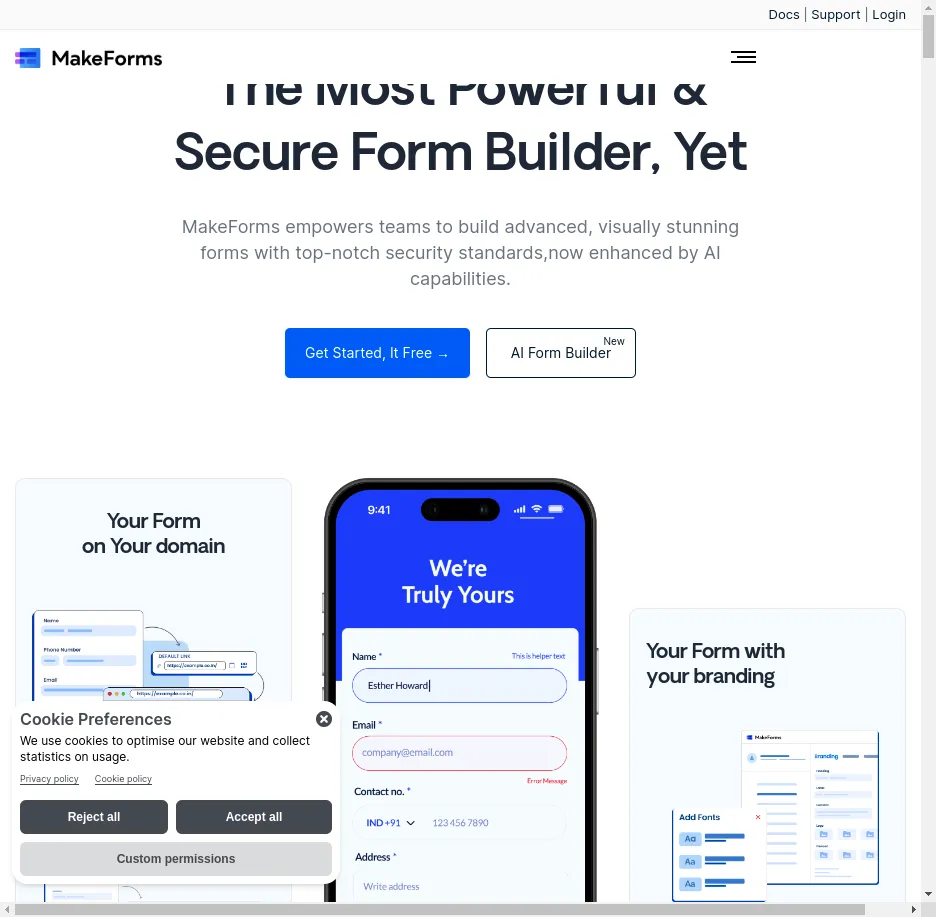 Docs | Support | Login
MakeForms
The Most Powerful &
Secure Form Builder, Yet
MakeForms empowers teams to build advanced, visually stunning
forms with top-notch security standards,now enhanced by AI
capabilities.
Get Started, It Free →
New
AI Form Builder
Your Form
on Your domain
Name
Phone Number
Email
DEFAULT LINK
https://example.co.in/
https://example.co.in/
9:41
We're
Truly Yours
Name *
This is helper text
Esther Howard
Email *
company@email.com
Error Message
Contact no. *
IND +91
123 456 7890
Address *
Write address
Your Form with
your branding
MakeForms
Branding
Add Fonts
Aa
Aa
Aa
Cookie Preferences
We use cookies to optimise our website and collect
statistics on usage.
Privacy policy
Cookie policy
Reject all
Accept all
Custom permissions